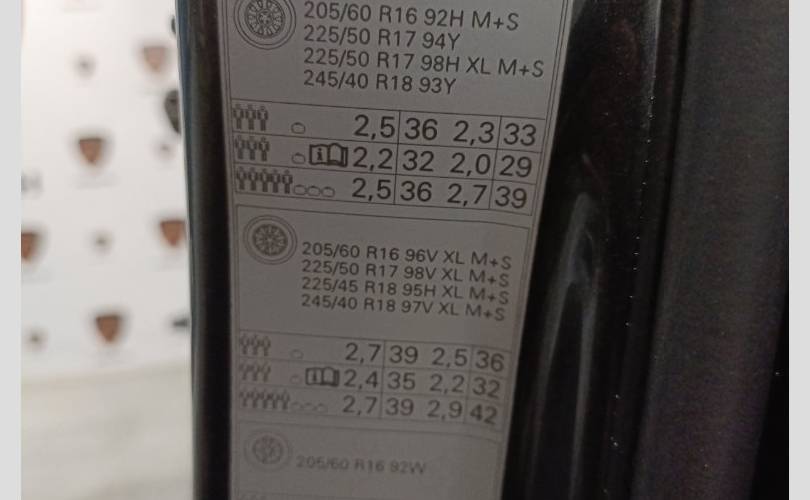 205/60 R16 92H M+S
225/50 R17 94Y
225/50 R17 98H XL M+S
245/40 R18 93Y
2,5 36 2,3 33
i 2,2 32 2,0 29
2,5 36 2,7 39
205/60 R16 96V XL M+S
225/50 R17 98V XL M+S
225/45 R18 95H XL M+S
245/40 R18 97V XL M+S
2,7 39 2,5 36
i 2,4 35 2,2 32
2,7 39 2,9 42
205/60 R16 92W